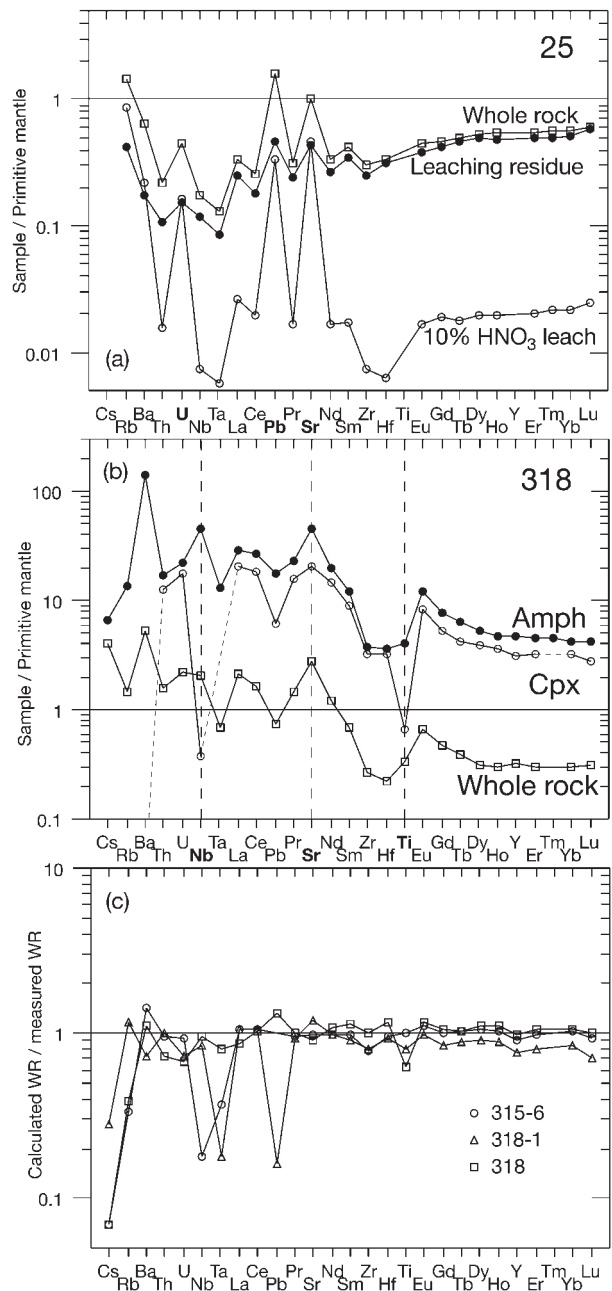 25
1
0.1
0.01
Sample / Primitive mantle
Whole rock
Leaching residue
10% HNO3 leach
(a)
Cs Rb Ba Th U Nb Ta La Ce Pb Pr Sr Nd Sm Zr Hf Ti Eu Gd Tb Dy Ho Y Er Tm Yb Lu
(b)
318
100
10
1
0.1
Sample / Primitive mantle
Amph
Cpx
Whole rock
Cs Rb Ba Th U Nb Ta La Ce Pb Pr Sr Nd Sm Zr Hf Ti Eu Gd Tb Dy Ho Y Er Tm Yb Lu
10
(c)
1
0.1
Calculated WR / measured WR
315-6
318-1
318
Cs Rb Ba Th U Nb Ta La Ce Pb Pr Sr Nd Sm Zr Hf Ti Eu Gd Tb Dy Ho Y Er Tm Yb Lu